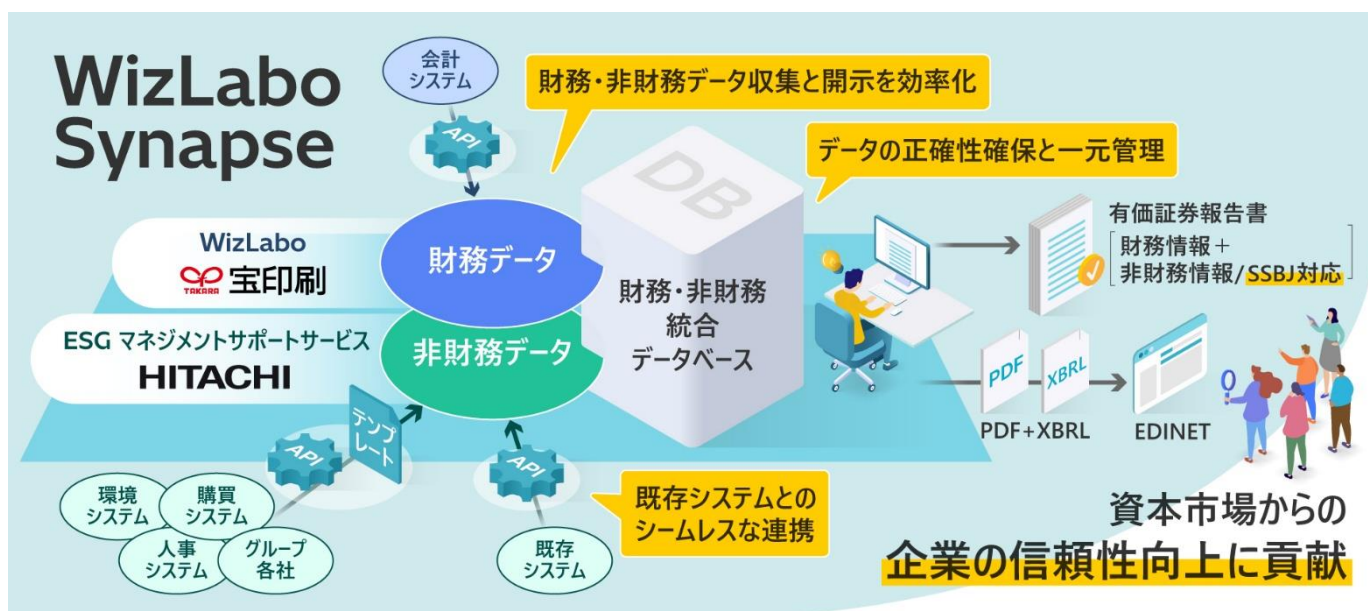 WizLabo
Synapse
会計
システム
API
財務・非財務データ収集と開示を効率化
データの正確性確保と一元管理
WizLabo
TAKARA 宝印刷
ESG マネジメントサポートサービス
HITACHI
財務データ
非財務データ
DB
財務・非財務
統合
データベース
有価証券報告書
財務情報＋
非財務情報/SSBJ対応
PDF
XBRL
PDF+XBRL
EDINET
テンプ
レート
API
API
環境
システム
購買
システム
人事
システム
グループ
各社
既存
システム
既存システムとの
シームレスな連携
資本市場からの
企業の信頼性向上に貢献